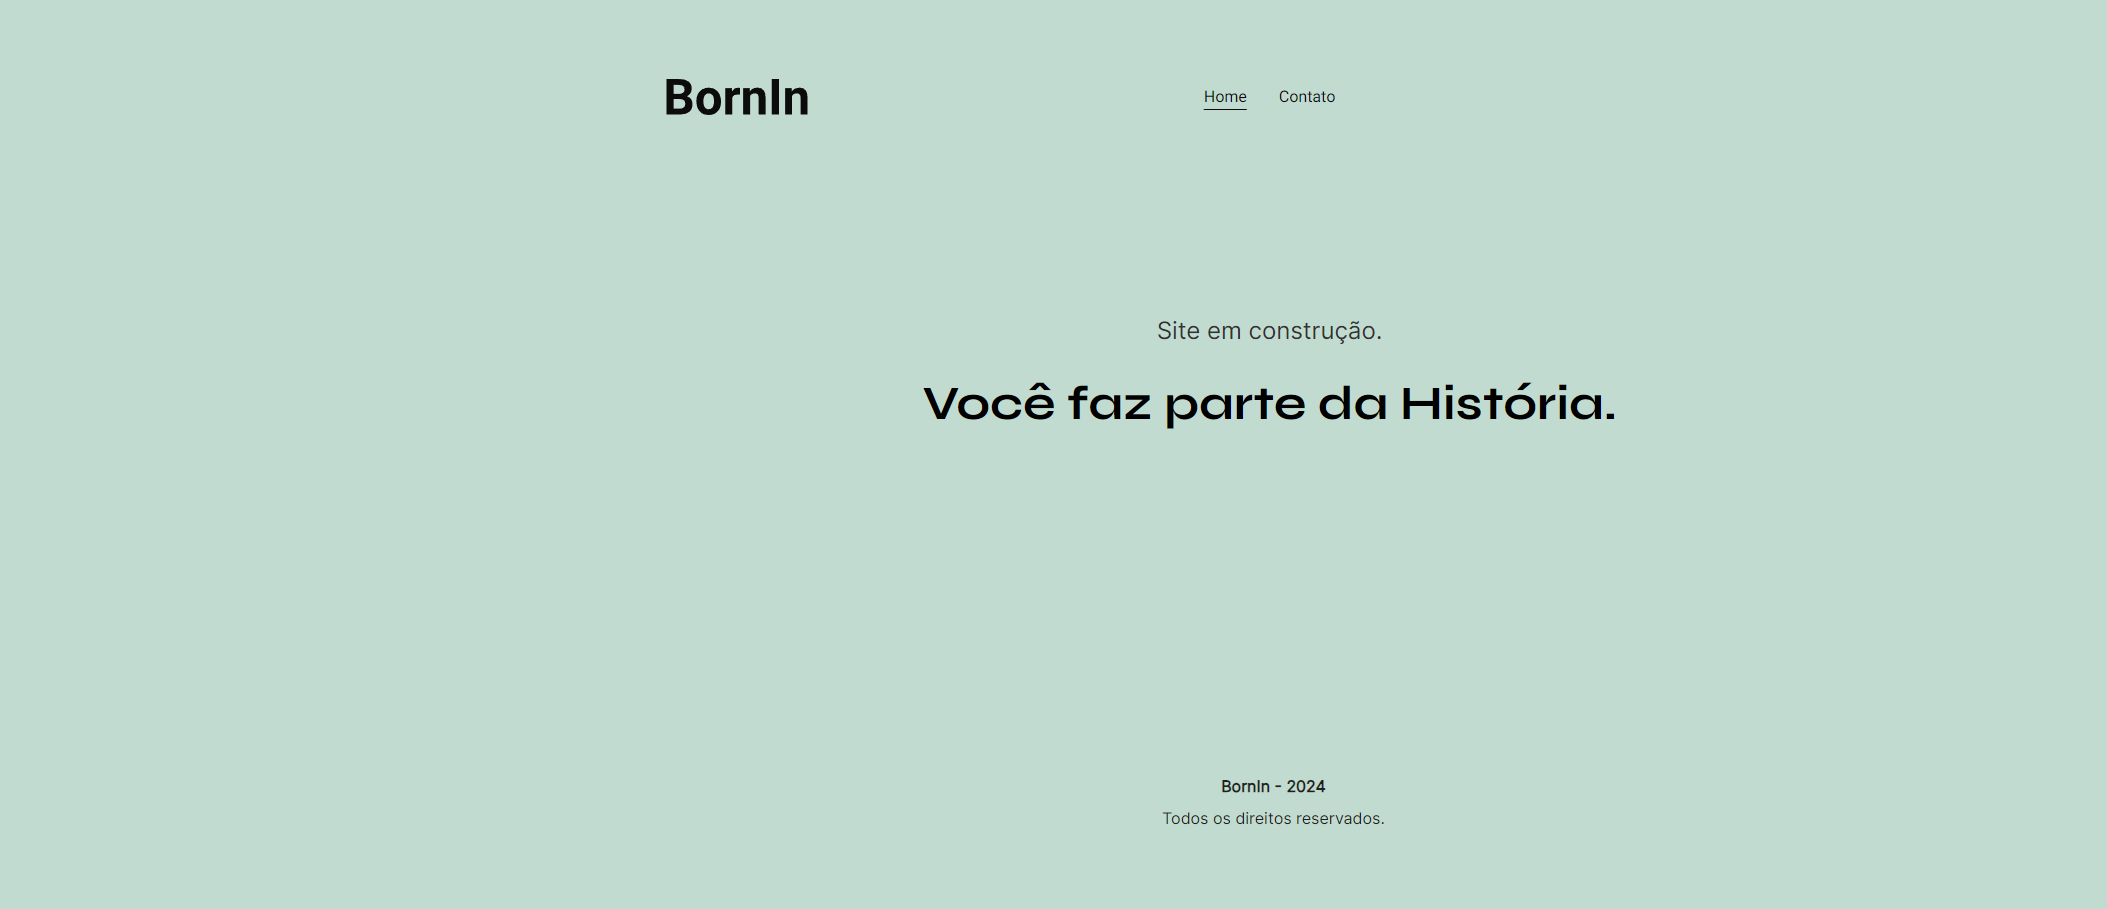 BornIn
Home Contato
Site em construção.
Você faz parte da História.
BornIn - 2024
Todos os direitos reservados.